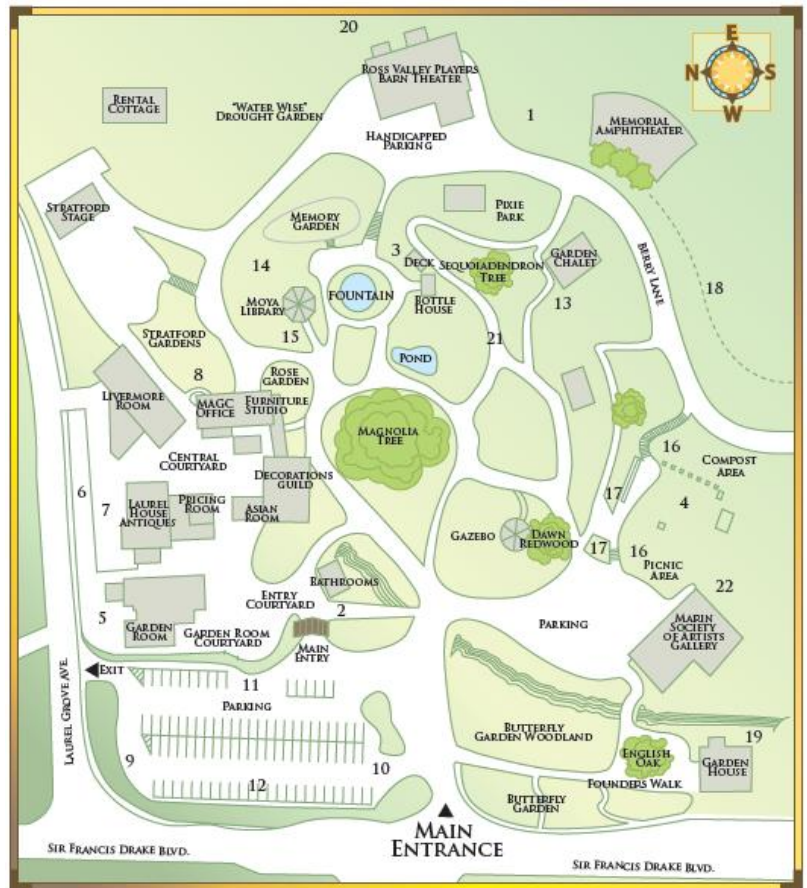 20
E
N
S
W
ROSS VALLEY PLAYERS
BARN THEATER
RENTAL
COTTAGE
"WATER WISE"
DROUGHT GARDEN
1
MEMORIAL
AMPHITHEATER
HANDICAPPED
PARKING
STRATFORD
STAGE
MEMORY
GARDEN
PIXIE
PARK
3
DECK
SEQUOIADENDRON
TREE
GARDEN
CHALET
BERRY LANE
14
MOYA
LIBRARY
FOUNTAIN
BOTTLE
HOUSE
13
18
15
STRATFORD
GARDENS
21
POND
8
ROSE
GARDEN
LIVERMORE
ROOM
MAGC
OFFICE
FURNITURE
STUDIO
MAGNOLIA
TREE
CENTRAL
COURTYARD
16
COMPOST
AREA
DECORATIONS
GUILD
6
7
LAUREL
HOUSE
ANTIQUES
PRICING
ROOM
ASIAN
ROOM
17
4
GAZEBO
DAWN
REDWOOD
17
16
PICNIC
AREA
BATHROOMS
22
ENTRY
COURTYARD
2
5
GARDEN
ROOM
GARDEN ROOM
COURTYARD
MAIN
ENTRY
PARKING
MARIN
SOCIETY
OF ARTISTS
GALLERY
EXIT
11
PARKING
LAUREL GROVE AVE.
BUTTERFLY
GARDEN WOODLAND
19
9
10
12
ENGLISH
OAK
GARDEN
HOUSE
FOUNDERS WALK
BUTTERFLY
GARDEN
MAIN
ENTRANCE
SIR FRANCIS DRAKE BLVD.
SIR FRANCIS DRAKE BLVD.